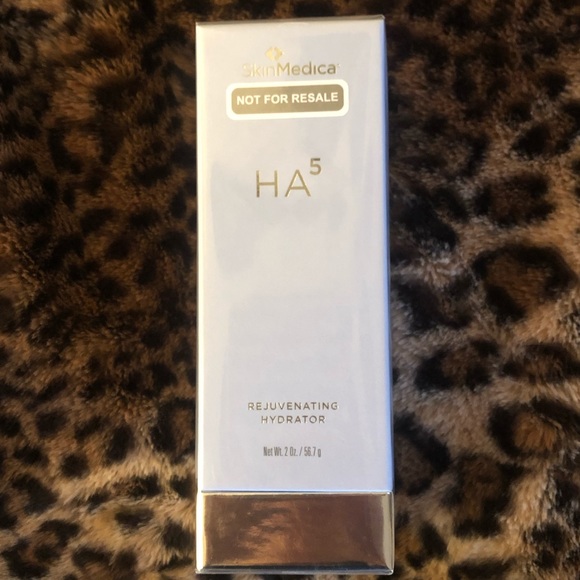 SkinMedica
NOT FOR RESALE
HA⁵
REJUVENATING
HYDRATOR
Net Wt. 2 Oz. / 56.7 g